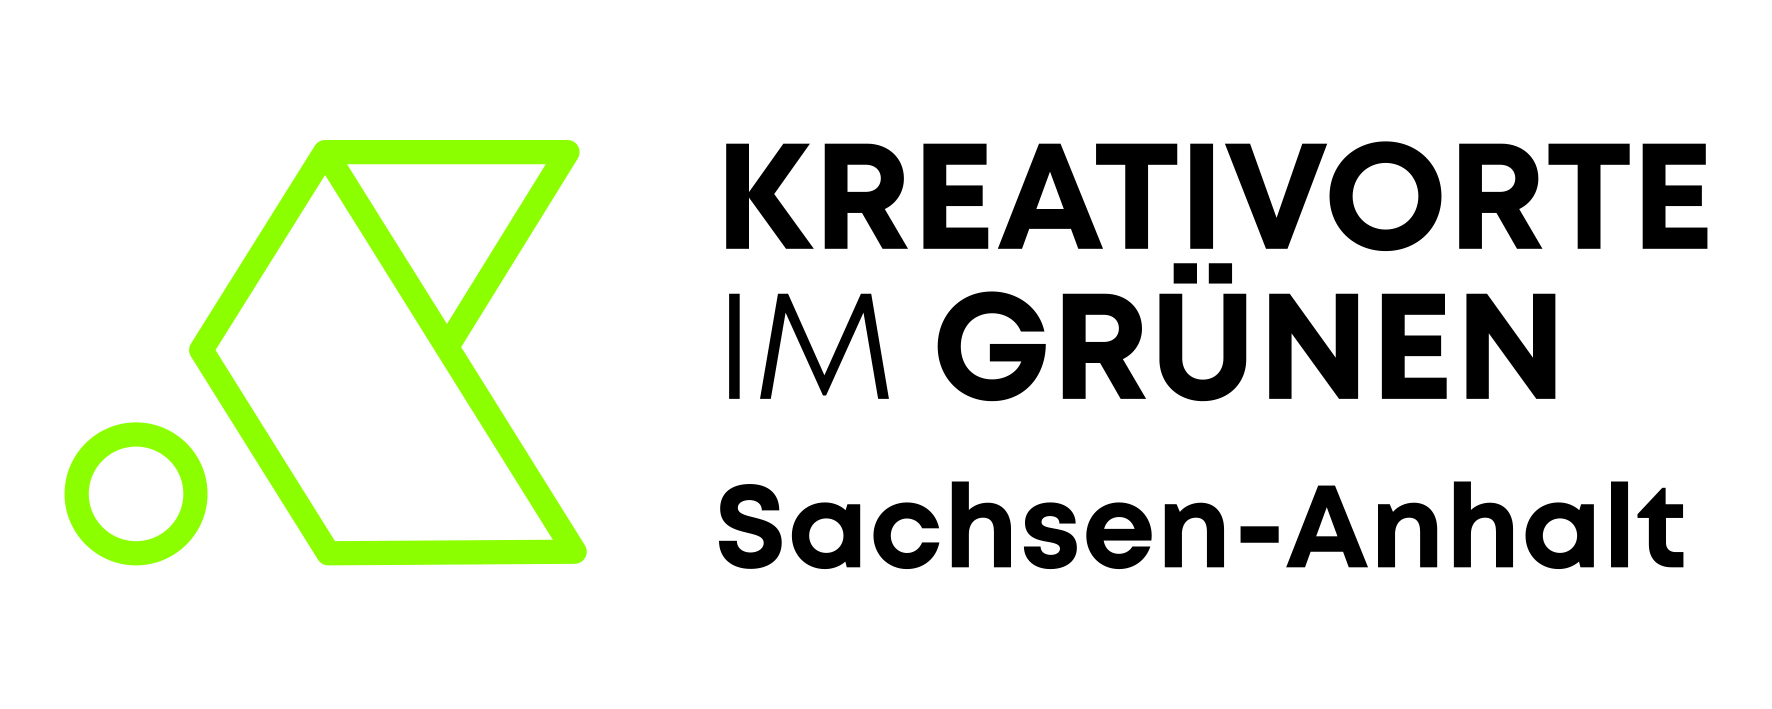 KREATIVORTE
IM GRÜNEN
Sachsen-Anhalt